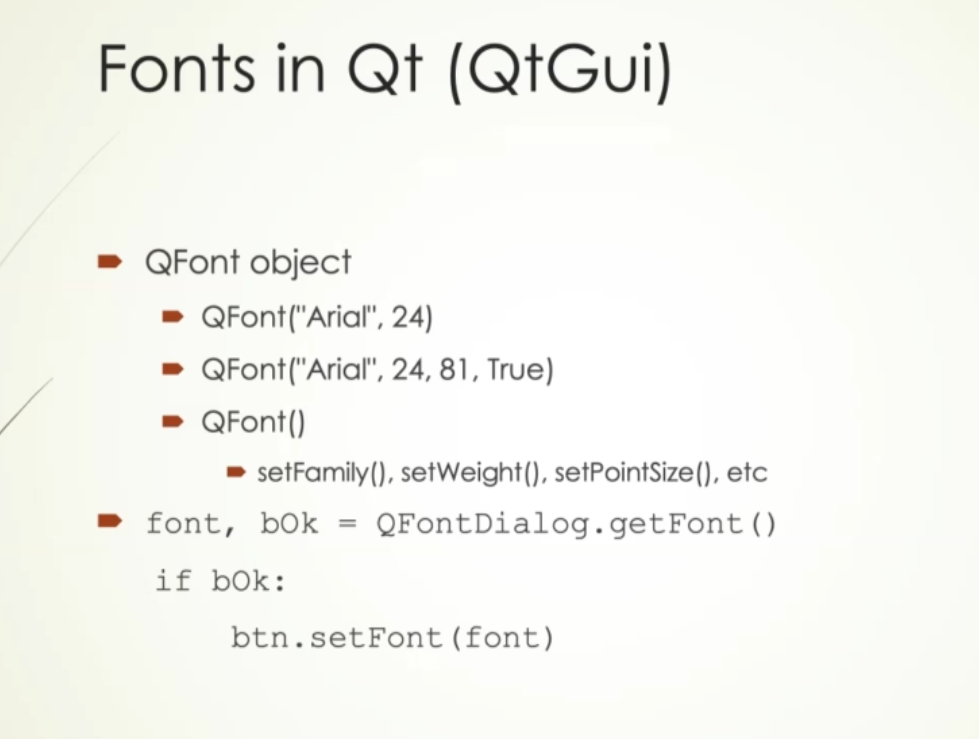 Fonts in Qt (QtGui)
QFont object
QFont("Arial", 24)
QFont("Arial", 24, 81, True)
QFont()
setFamily(), setWeight(), setPointSize(), etc
font, bOk = QFontDialog.getFont()
if bOk:
btn.setFont(font)